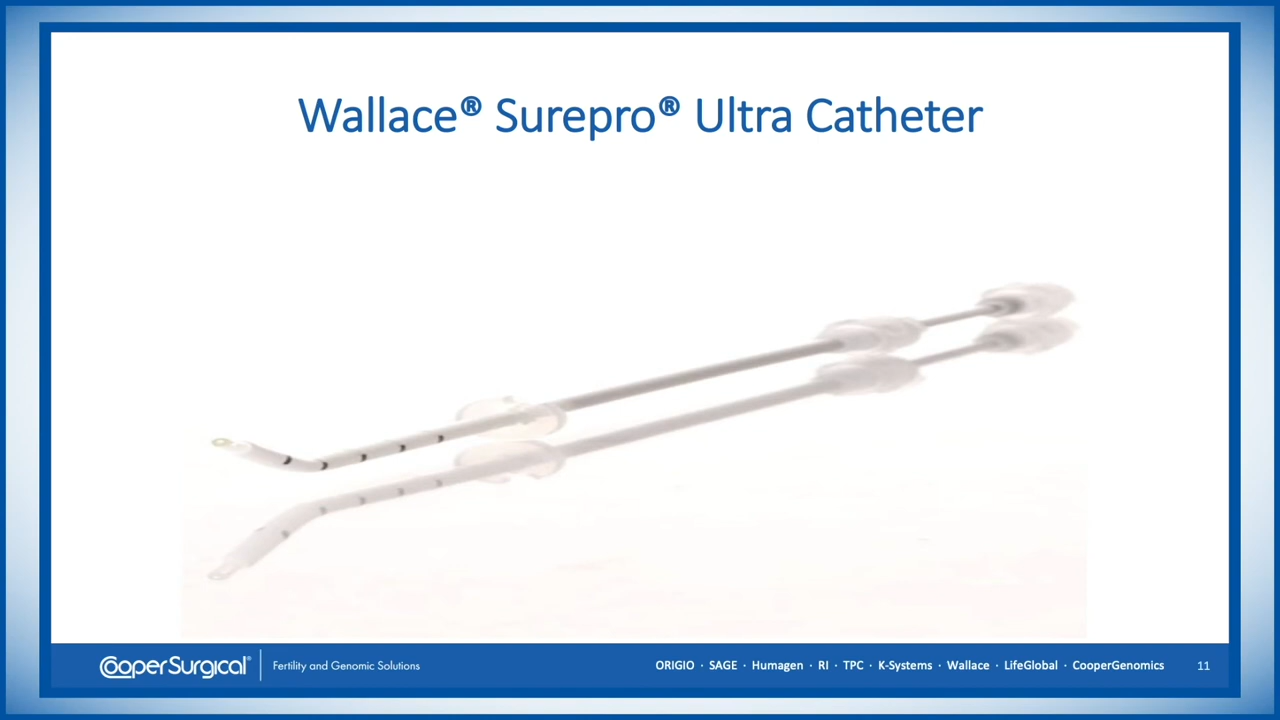 Wallace® Surepro® Ultra Catheter
CooperSurgical® Fertility and Genomic Solutions
ORIGIO · SAGE · Humagen · RI · TPC · K-Systems · Wallace · LifeGlobal · CooperGenomics 11